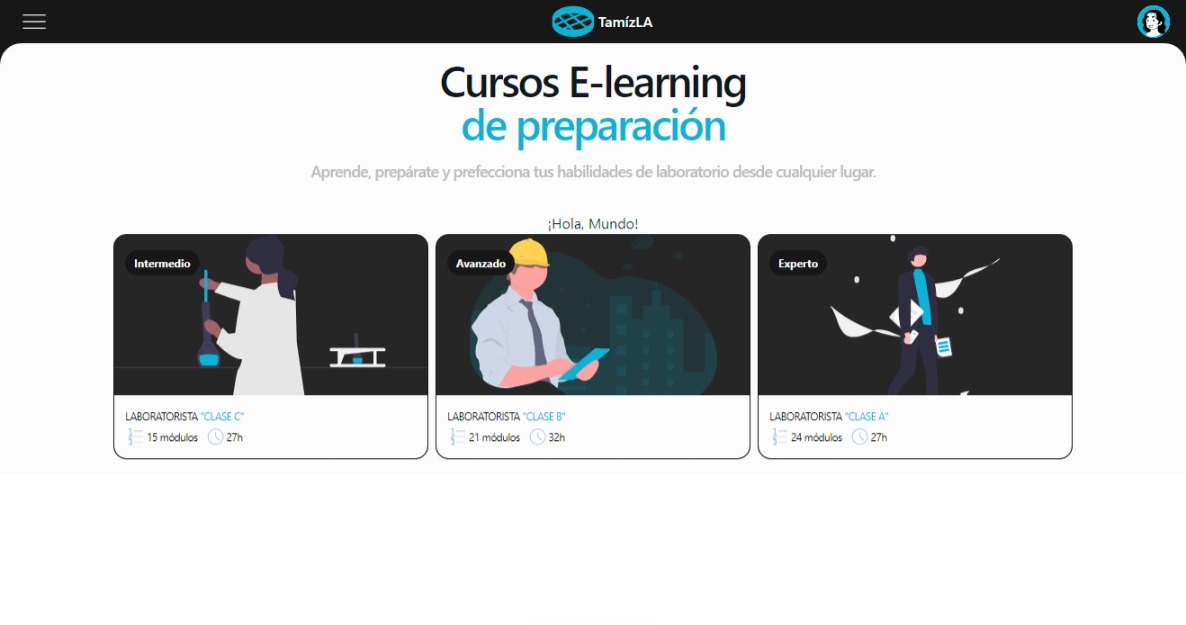 TamízLA
Cursos E-learning
de preparación
Aprende, prepárate y prefecciona tus habilidades de laboratorio desde cualquier lugar.
¡Hola, Mundo!
Intermedio
LABORATORISTA "CLASE C"
15 módulos 27h
Avanzado
LABORATORISTA "CLASE B"
21 módulos 32h
Experto
LABORATORISTA "CLASE A"
24 módulos 27h